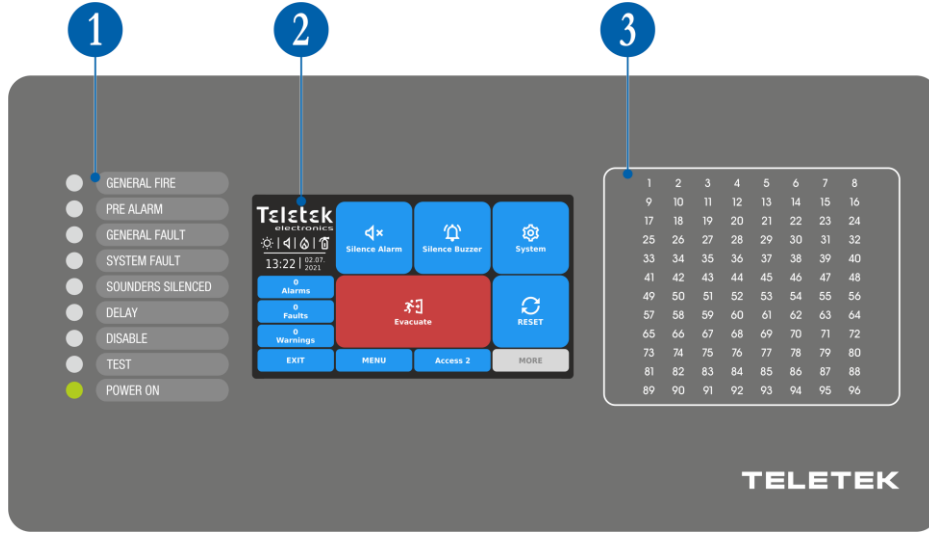 1
2
3
GENERAL FIRE
PRE ALARM
GENERAL FAULT
SYSTEM FAULT
SOUNDERS SILENCED
DELAY
DISABLE
TEST
POWER ON
Teletek
electronics
13:22 02.07.
2021
Silence Alarm
Silence Buzzer
System
0
Alarms
0
Faults
0
Warnings
Evacuate
RESET
EXIT
MENU
Access 2
MORE
1 2 3 4 5 6 7 8
9 10 11 12 13 14 15 16
17 18 19 20 21 22 23 24
25 26 27 28 29 30 31 32
33 34 35 36 37 38 39 40
41 42 43 44 45 46 47 48
49 50 51 52 53 54 55 56
57 58 59 60 61 62 63 64
65 66 67 68 69 70 71 72
73 74 75 76 77 78 79 80
81 82 83 84 85 86 87 88
89 90 91 92 93 94 95 96
TELETEK